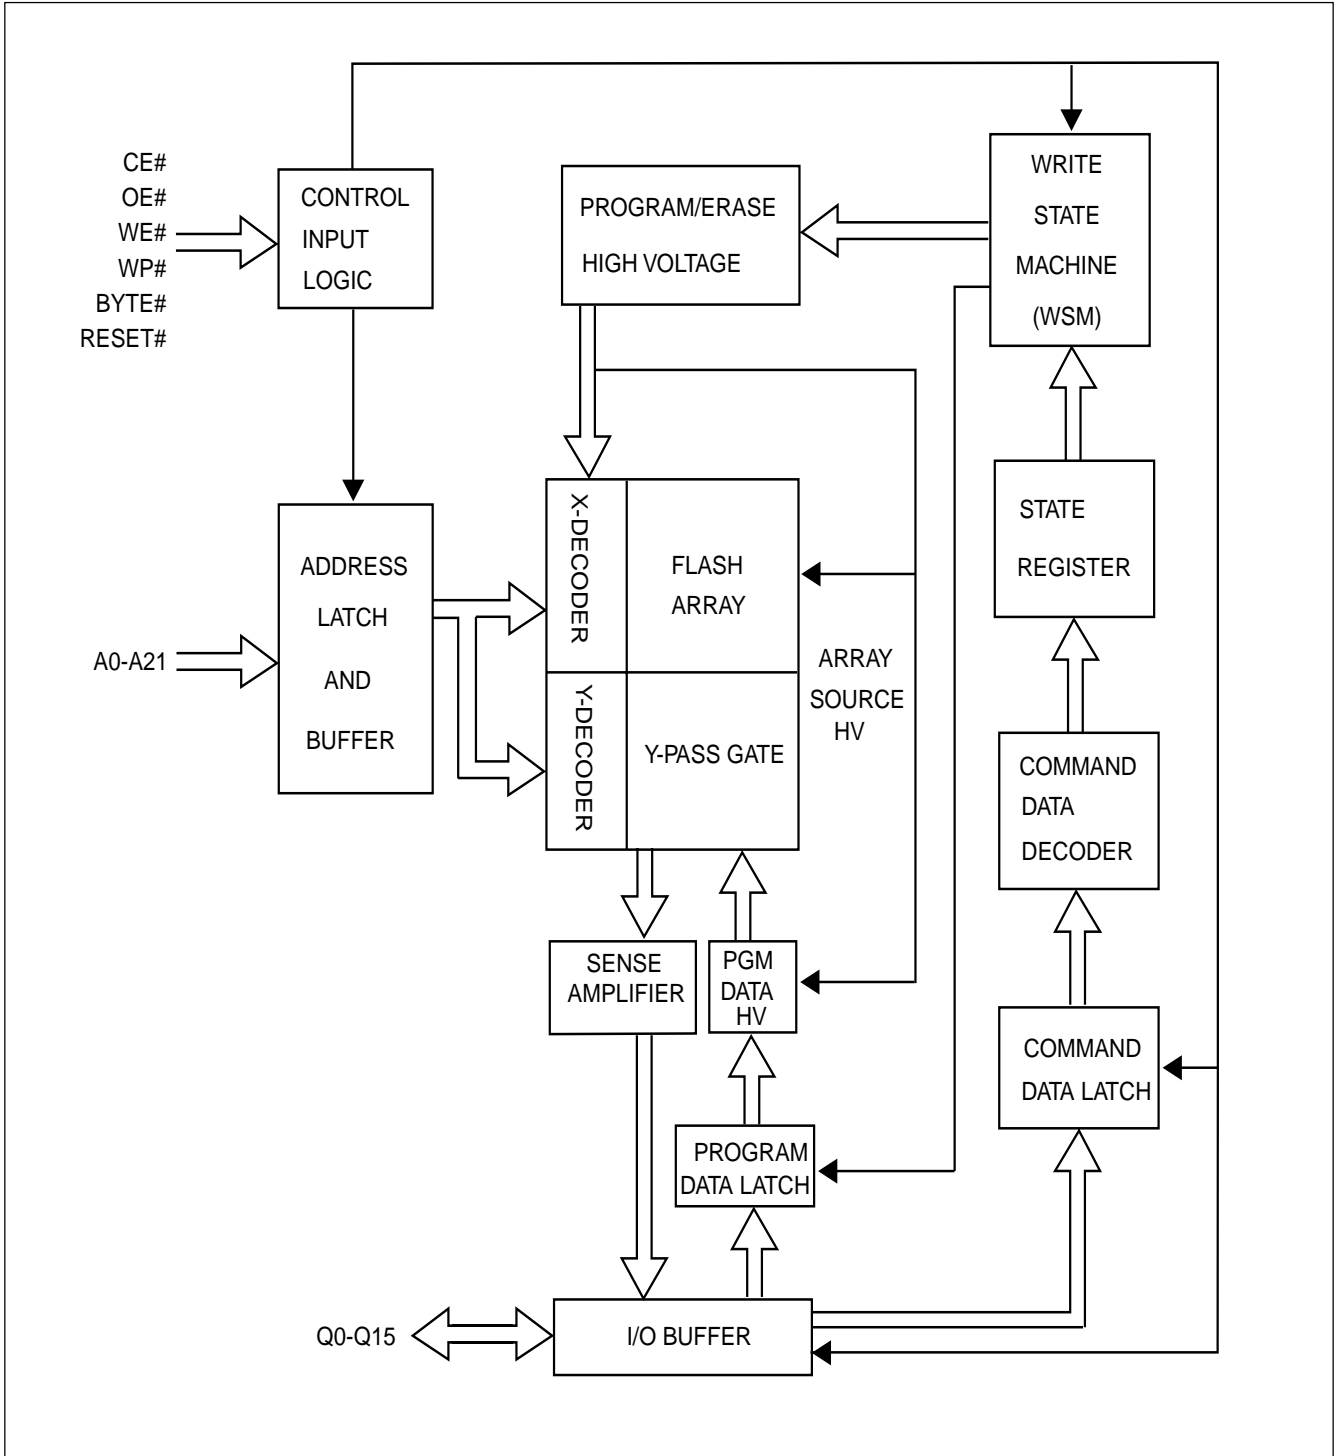 CE#
OE#
WE#
WP#
BYTE#
RESET#
CONTROL
INPUT
LOGIC
PROGRAM/ERASE
HIGH VOLTAGE
WRITE
STATE
MACHINE
(WSM)
STATE
REGISTER
A0-A21
ADDRESS
LATCH
AND
BUFFER
X-DECODER
FLASH
ARRAY
Y-DECODER
Y-PASS GATE
ARRAY
SOURCE
HV
COMMAND
DATA
DECODER
SENSE
AMPLIFIER
PGM
DATA
HV
COMMAND
DATA LATCH
PROGRAM
DATA LATCH
Q0-Q15
I/O BUFFER